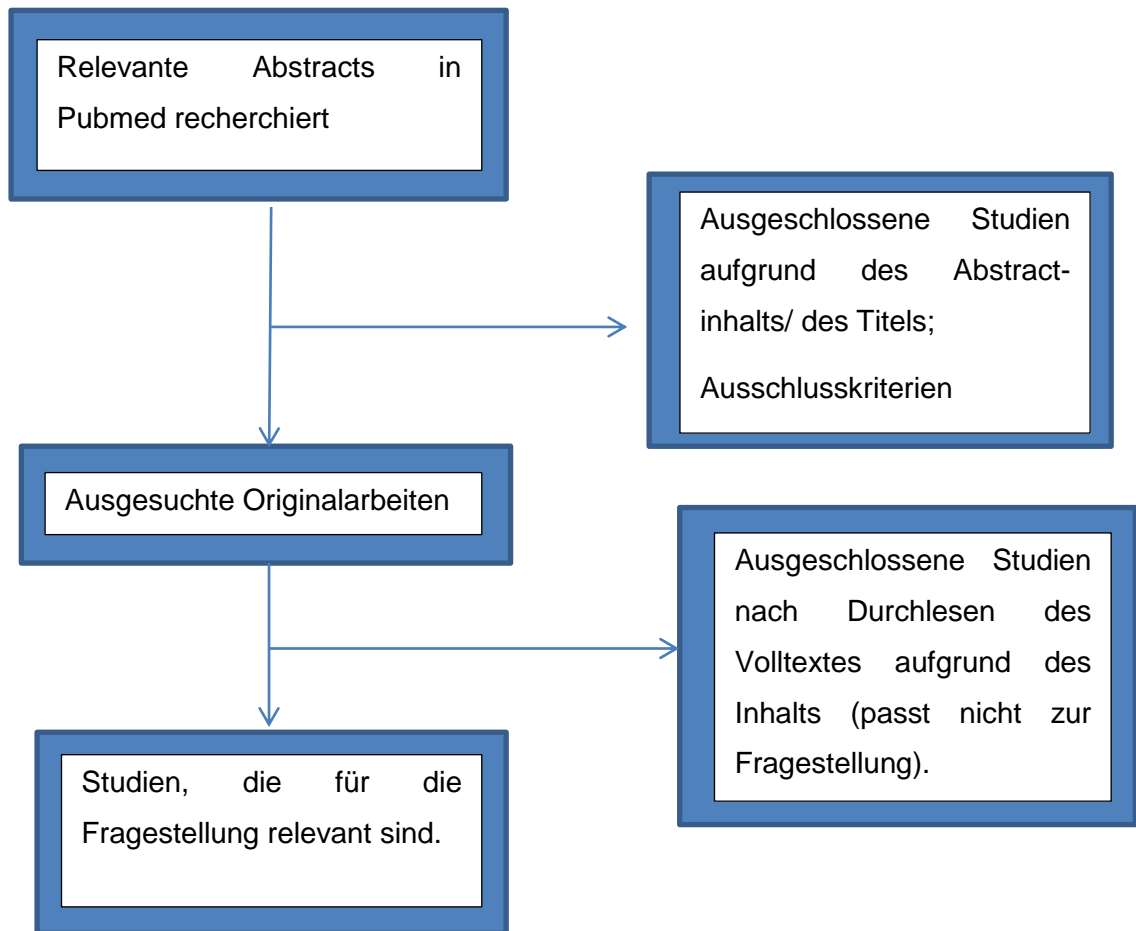 Relevante Abstracts in
Pubmed recherchiert
Ausgeschlossene Studien
aufgrund des Abstract-
inhalts/ des Titels;
Ausschlusskriterien
Ausgesuchte Originalarbeiten
Ausgeschlossene Studien
nach Durchlesen des
Volltextes aufgrund des
Inhalts (passt nicht zur
Fragestellung).
Studien, die für die
Fragestellung relevant sind.